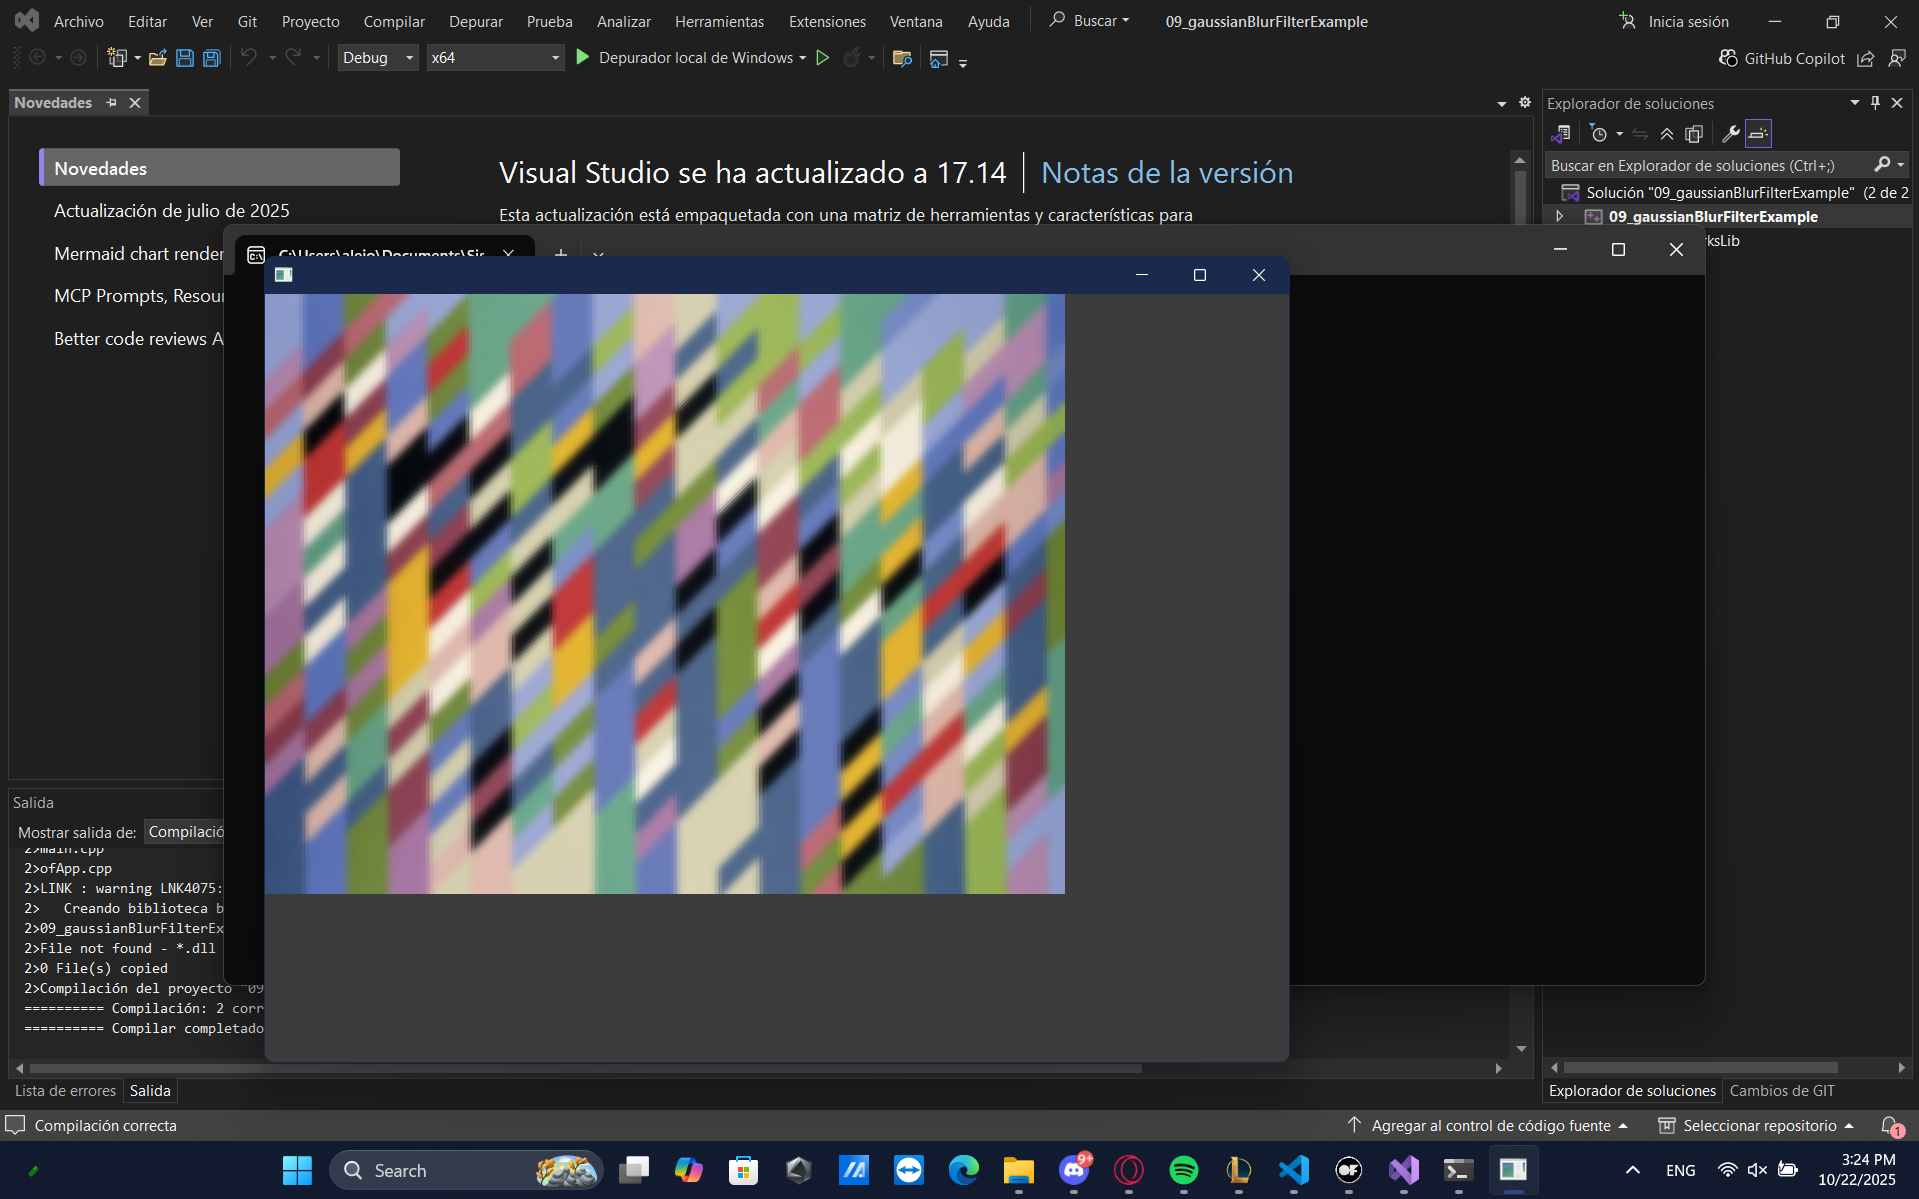 Archivo Editar Ver Git Proyecto Compilar Depurar Prueba Analizar Herramientas Extensiones Ventana Ayuda Buscar 09_gaussianBlurFilterExample Inicia sesión
Debug x64 Depurador local de Windows GitHub Copilot
Novedades
Explorador de soluciones
Buscar en Explorador de soluciones (Ctrl+;)
Solución "09_gaussianBlurFilterExample" (2 de 2
09_gaussianBlurFilterExample
ksLib
Novedades
Actualización de julio de 2025
Mermaid chart render
MCP Prompts, Resour
Better code reviews A
Visual Studio se ha actualizado a 17.14 Notas de la versión
Esta actualización está empaquetada con una matriz de herramientas y características para
C:\Users\alejo\Documents\Sis
Salida
Mostrar salida de: Compilació
2>main.cpp
2>ofApp.cpp
2>LINK : warning LNK4075:
2>   Creando biblioteca b
2>09_gaussianBlurFilterEx
2>File not found - *.dll
2>0 File(s) copied
2>Compilación del proyecto "09
========== Compilación: 2 corr
========== Compilar completado
Lista de errores Salida
Explorador de soluciones Cambios de GIT
Compilación correcta Agregar al control de código fuente Seleccionar repositorio 1
Search 9+ OF ENG 3:24 PM
10/22/2025